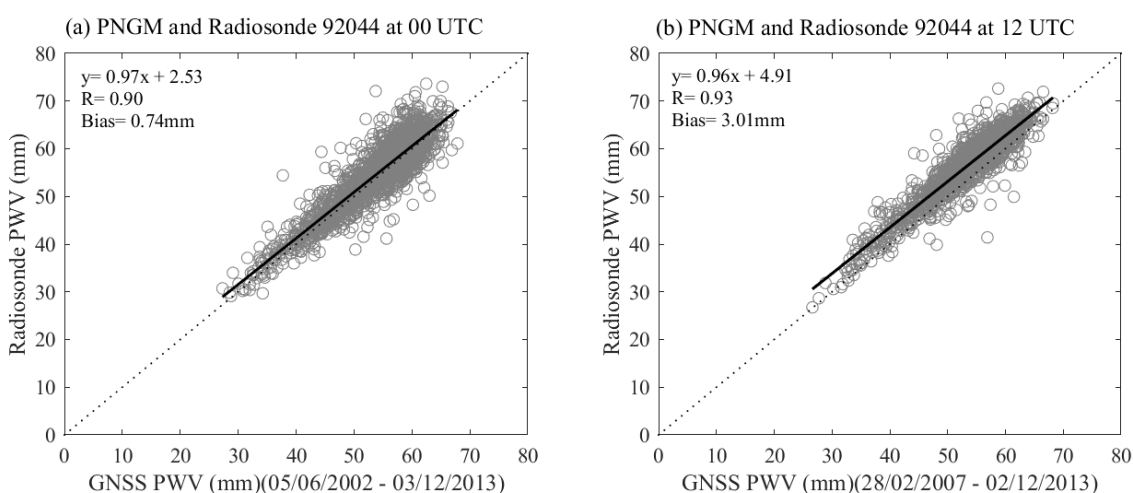 (a) PNGM and Radiosonde 92044 at 00 UTC
80
70
60
50
40
30
20
10
0
Radiosonde PWV (mm)
y= 0.97x + 2.53
R= 0.90
Bias= 0.74mm
0 10 20 30 40 50 60 70 80
GNSS PWV (mm)(05/06/2002 - 03/12/2013)
(b) PNGM and Radiosonde 92044 at 12 UTC
80
70
60
50
40
30
20
10
0
Radiosonde PWV (mm)
y= 0.96x + 4.91
R= 0.93
Bias= 3.01mm
0 10 20 30 40 50 60 70 80
GNSS PWV (mm)(28/02/2007 - 02/12/2013)